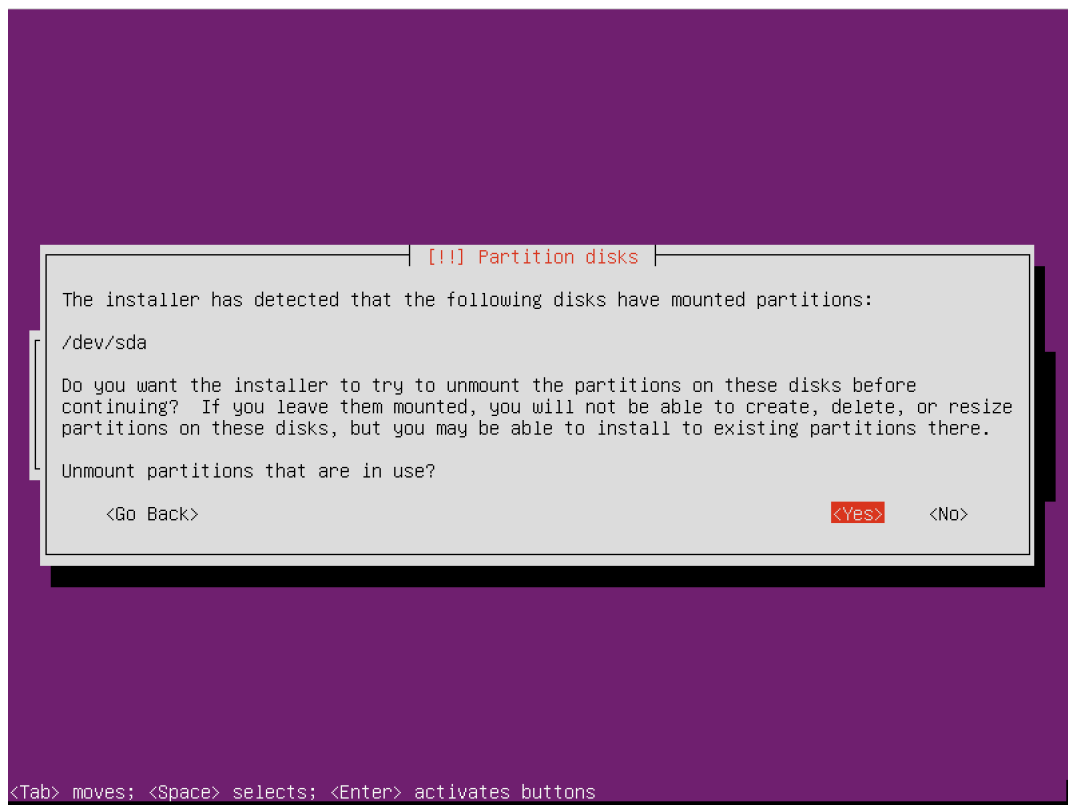 [!!] Partition disks
The installer has detected that the following disks have mounted partitions:
/dev/sda
Do you want the installer to try to unmount the partitions on these disks before
continuing?  If you leave them mounted, you will not be able to create, delete, or resize
partitions on these disks, but you may be able to install to existing partitions there.
Unmount partitions that are in use?
<Go Back> <Yes> <No>
<Tab> moves; <Space> selects; <Enter> activates buttons